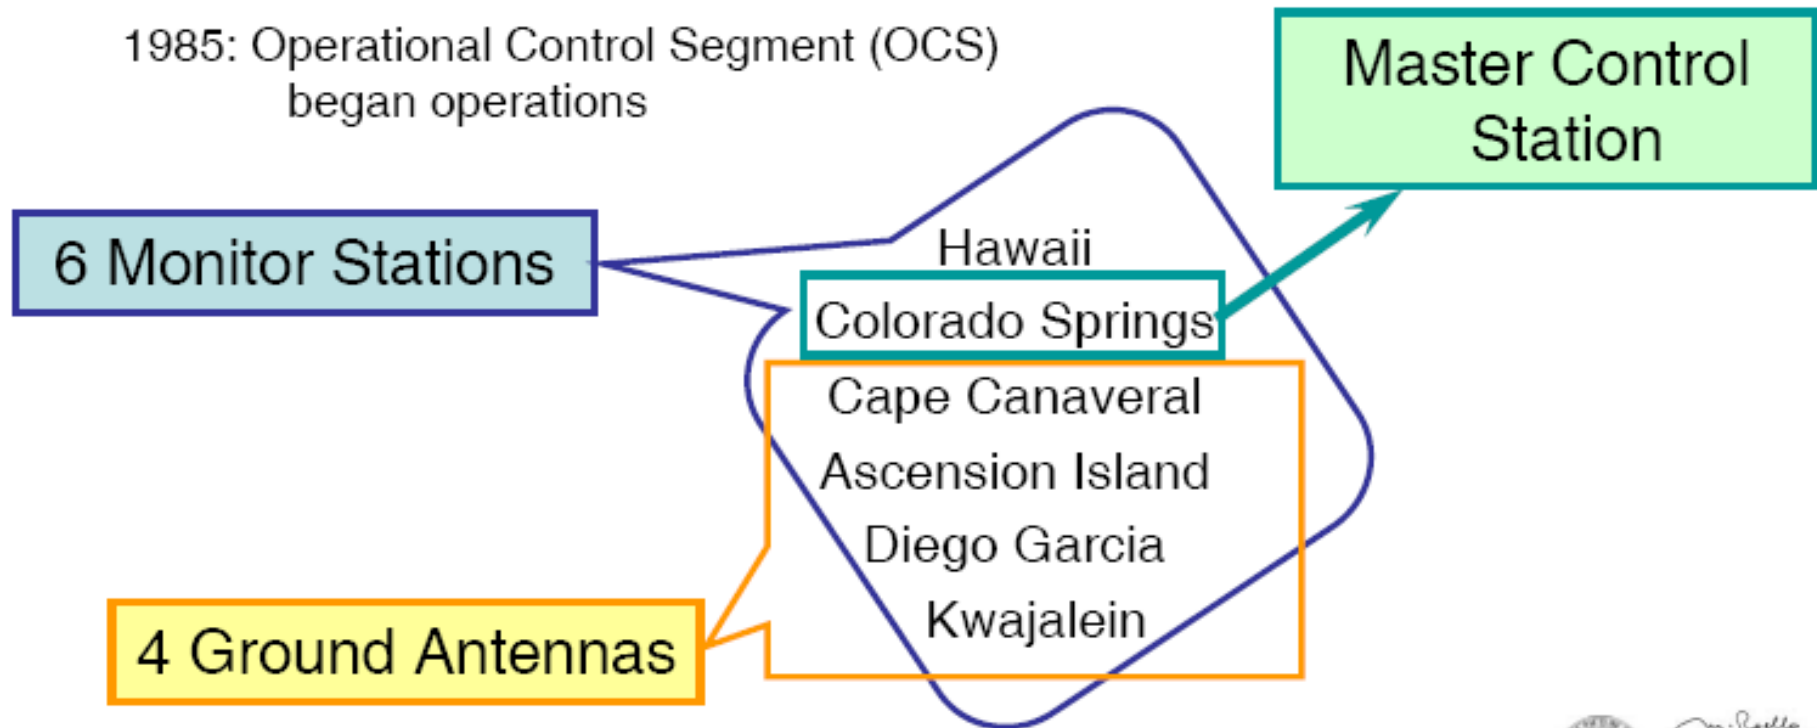 1985: Operational Control Segment (OCS)
began operations
Master Control
Station
6 Monitor Stations
Hawaii
Colorado Springs
Cape Canaveral
Ascension Island
Diego Garcia
Kwajalein
4 Ground Antennas